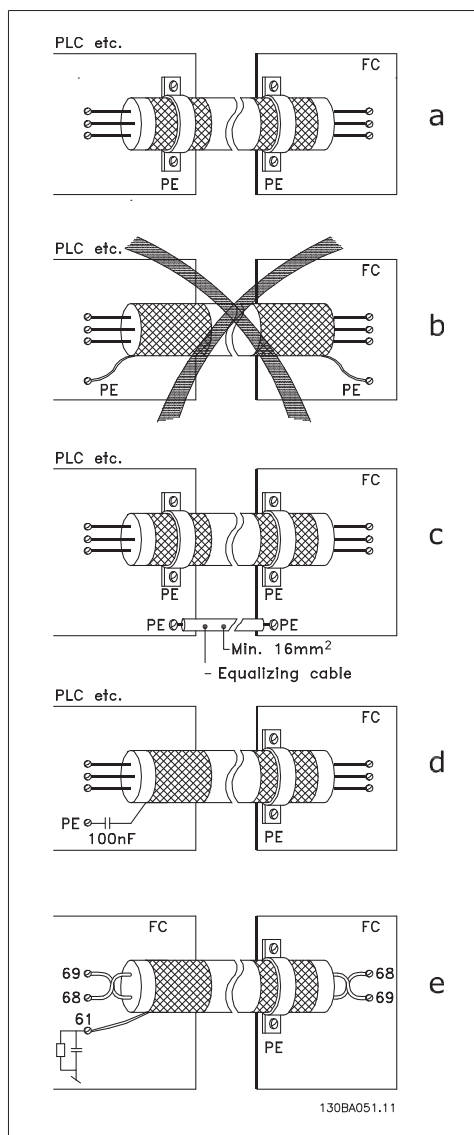 PLC etc.
FC
a
PE
PE
PLC etc.
FC
b
PE
PE
PLC etc.
FC
c
PE
PE
PE
PE
Min. 16mm²
Equalizing cable
PLC etc.
FC
d
PE
100nF
PE
FC
FC
69
68
68
69
e
61
PE
130BA051.11